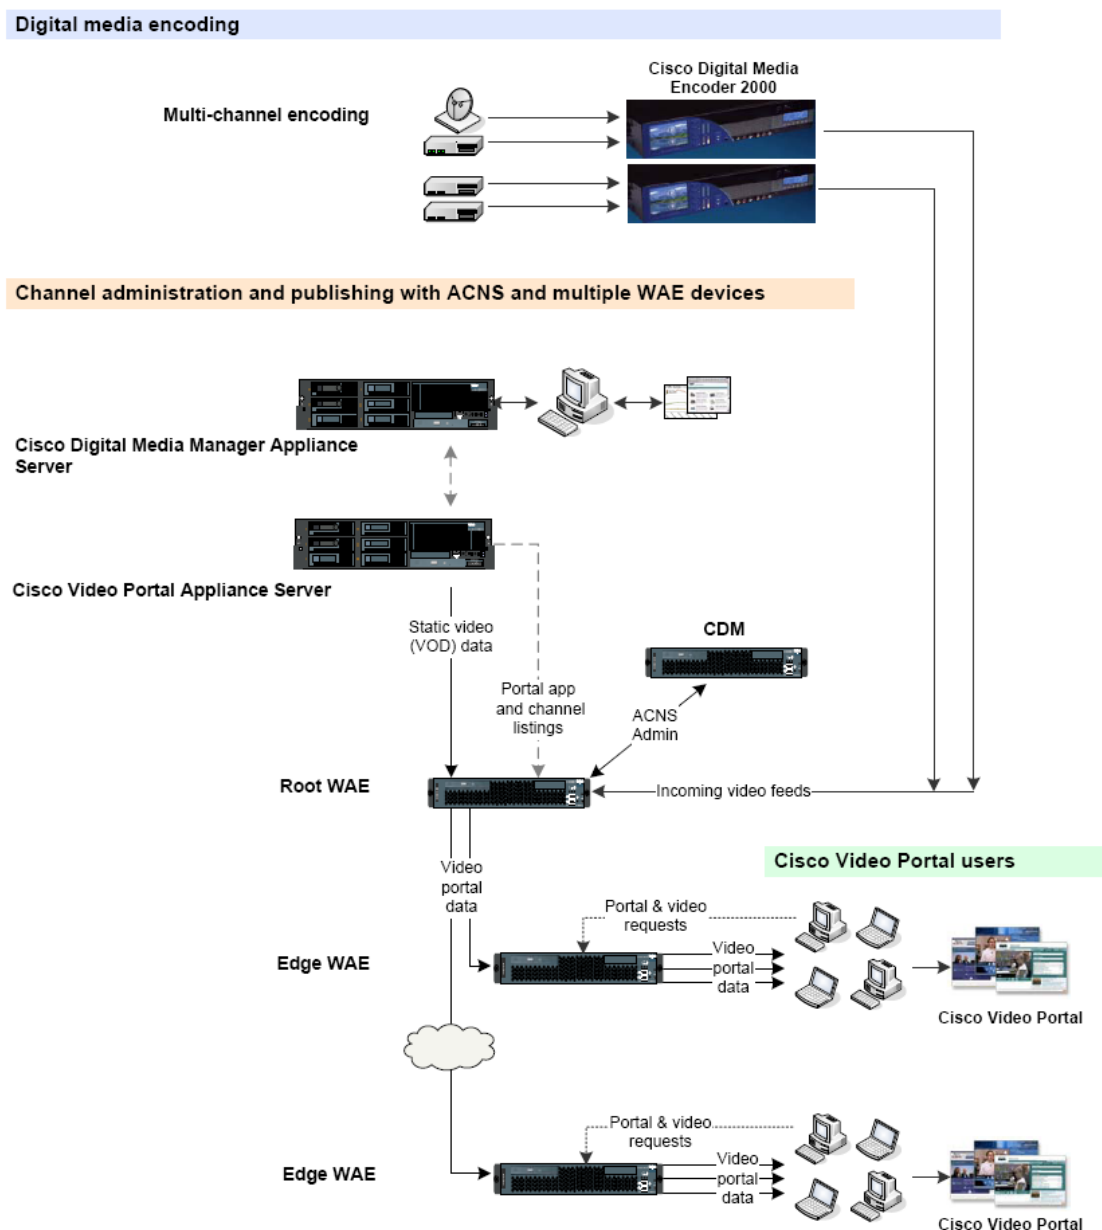 Digital media encoding
Cisco Digital Media
Encoder 2000
Multi-channel encoding
Channel administration and publishing with ACNS and multiple WAE devices
Cisco Digital Media Manager Appliance
Server
Cisco Video Portal Appliance Server
Static video
(VOD) data
CDM
Portal app
and channel
listings
ACNS
Admin
Root WAE
Incoming video feeds
Video
portal
data
Cisco Video Portal users
Portal & video
requests
Edge WAE
Video
portal
data
Cisco Video Portal
Portal & video
requests
Edge WAE
Video
portal
data
Cisco Video Portal